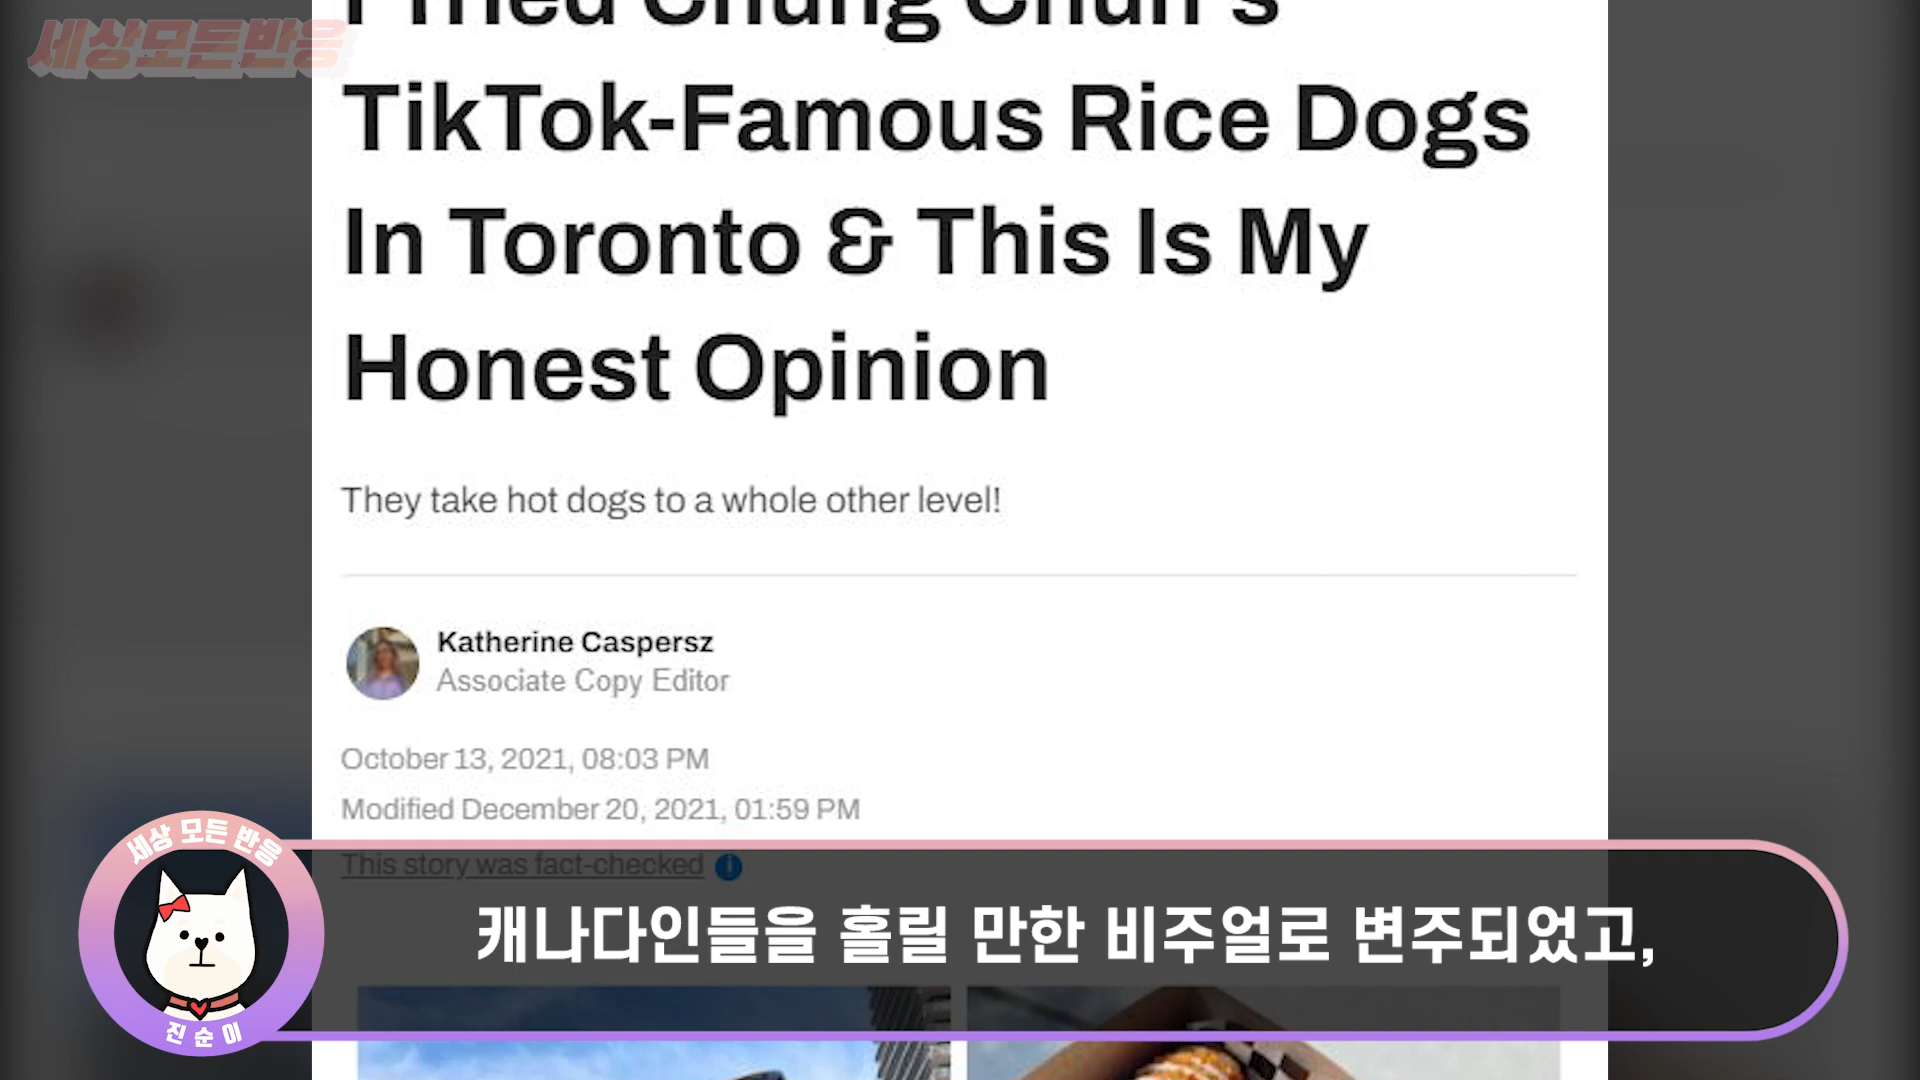 세상모든반응
I Tried Chung Chun's
TikTok-Famous Rice Dogs
In Toronto & This Is My
Honest Opinion
They take hot dogs to a whole other level!
Katherine Caspersz
Associate Copy Editor
October 13, 2021, 08:03 PM
Modified December 20, 2021, 01:59 PM
This story was fact-checked
세상 모든 반응
캐나다인들을 홀릴 만한 비주얼로 변주되었고,
진순이